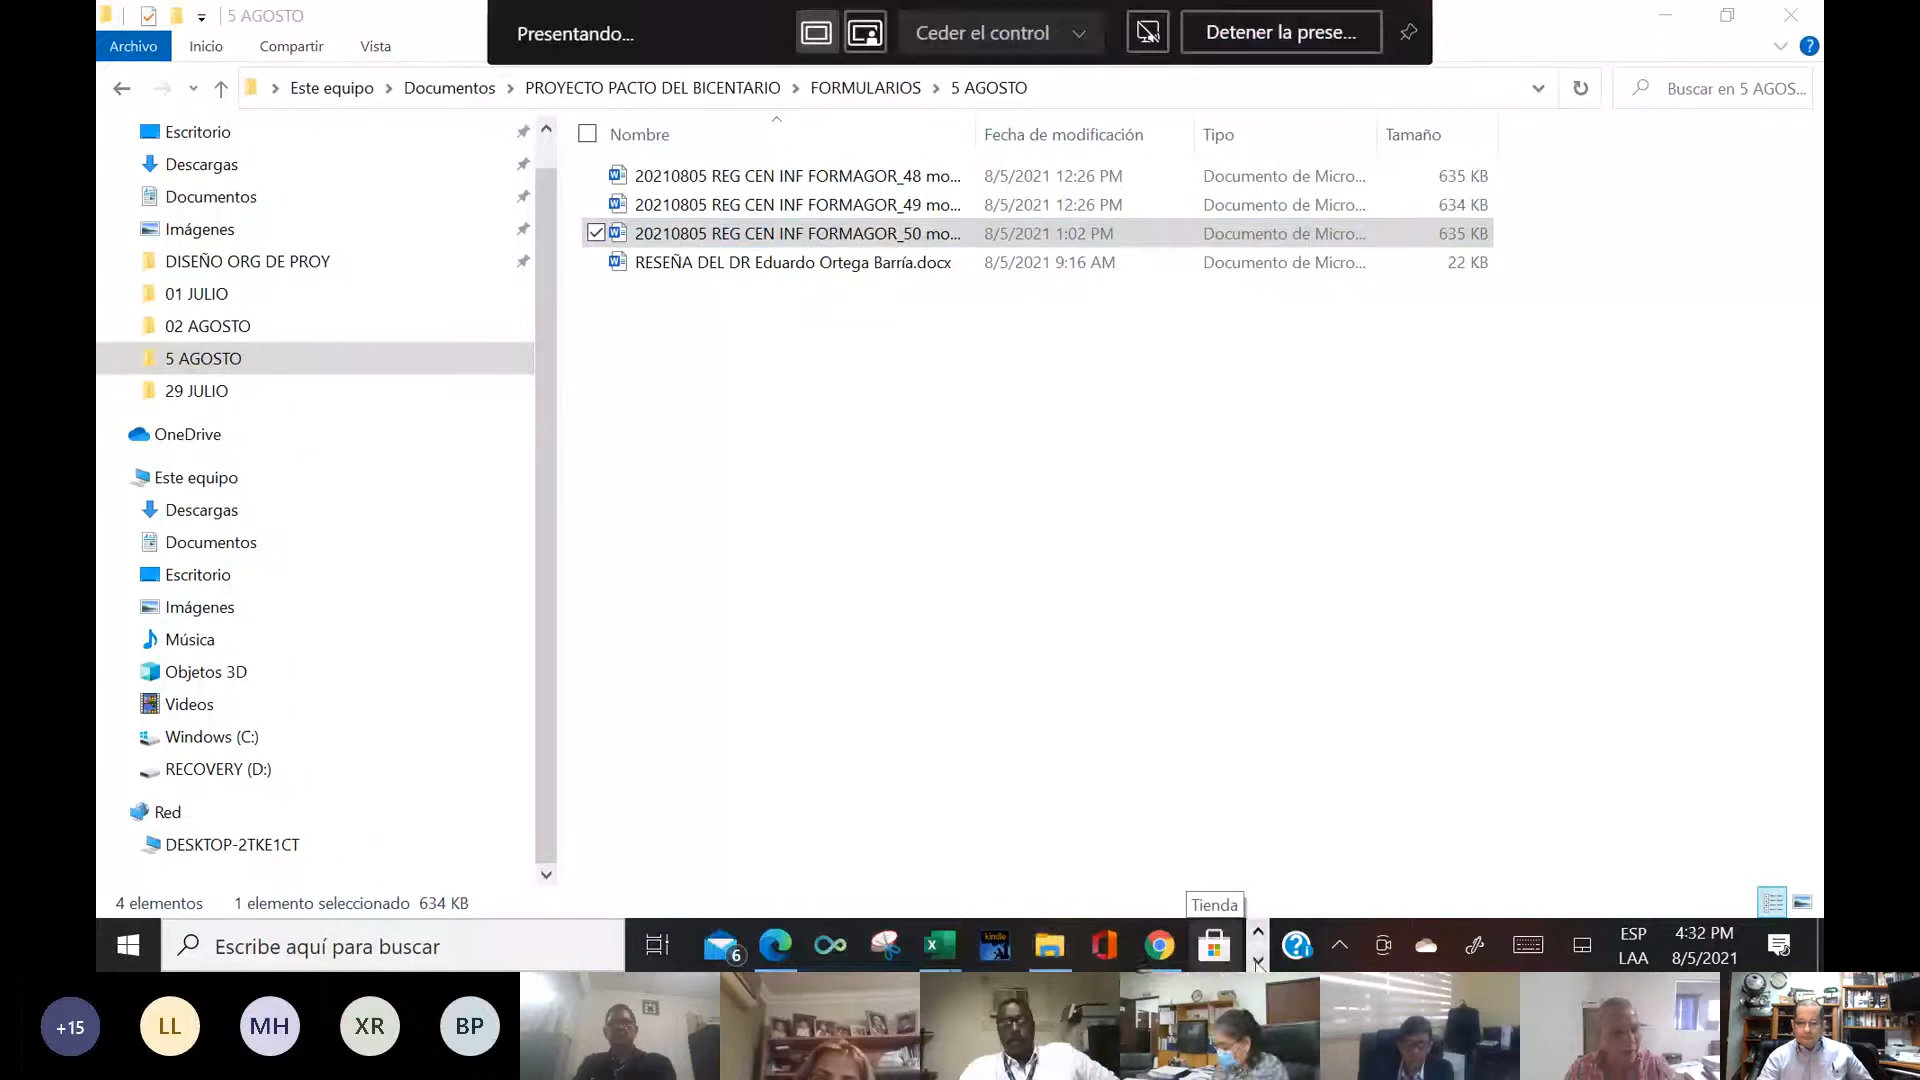 5 AGOSTO
Presentando...
Ceder el control
Detener la prese...
Archivo
Inicio
Compartir
Vista
Este equipo
Documentos
PROYECTO PACTO DEL BICENTARIO
FORMULARIOS
5 AGOSTO
Buscar en 5 AGOS...
Escritorio
Descargas
Documentos
Imágenes
DISEÑO ORG DE PROY
01 JULIO
02 AGOSTO
5 AGOSTO
29 JULIO
OneDrive
Este equipo
Descargas
Documentos
Escritorio
Imágenes
Música
Objetos 3D
Videos
Windows (C:)
RECOVERY (D:)
Red
DESKTOP-2TKE1CT
Nombre Fecha de modificación Tipo Tamaño
20210805 REG CEN INF FORMAGOR_48 mo... 8/5/2021 12:26 PM Documento de Micro... 635 KB
20210805 REG CEN INF FORMAGOR_49 mo... 8/5/2021 12:26 PM Documento de Micro... 634 KB
20210805 REG CEN INF FORMAGOR_50 mo... 8/5/2021 1:02 PM Documento de Micro... 635 KB
RESEÑA DEL DR Eduardo Ortega Barría.docx 8/5/2021 9:16 AM Documento de Micro... 22 KB
4 elementos 1 elemento seleccionado 634 KB
Tienda
Escribe aquí para buscar
6
kindle
ESP
LAA
4:32 PM
8/5/2021
+15
LL
MH
XR
BP